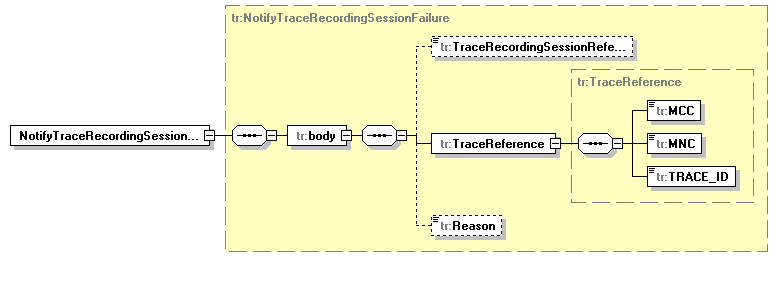 tr:NotifyTraceRecordingSessionFailure
tr:TraceRecordingSessionRefe...
tr:TraceReference
tr:MCC
NotifyTraceRecordingSession...
tr:body
tr:TraceReference
tr:MNC
tr:TRACE_ID
tr:Reason